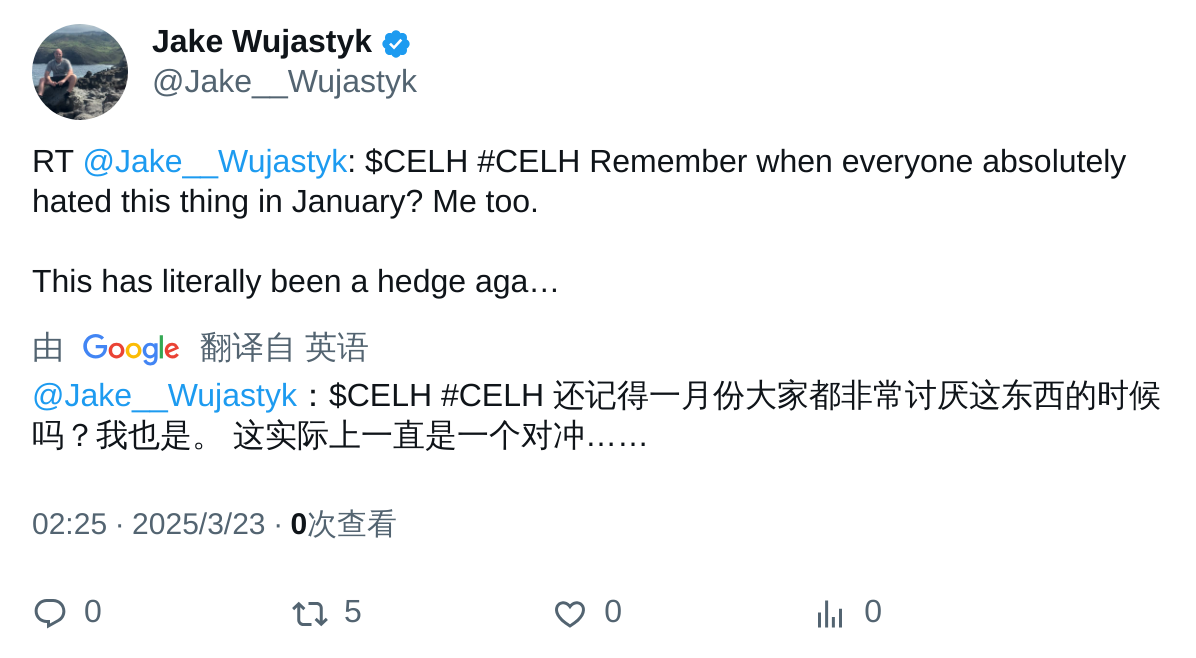 Jake Wujastyk
@Jake__Wujastyk
RT @Jake__Wujastyk: $CELH #CELH Remember when everyone absolutely
hated this thing in January? Me too.
This has literally been a hedge aga…
由 Google 翻译自 英语
@Jake__Wujastyk：$CELH #CELH 还记得一月份大家都非常讨厌这东西的时候
吗？我也是。 这实际上一直是一个对冲……
02:25 · 2025/3/23 · 0次查看
0 5 0 0